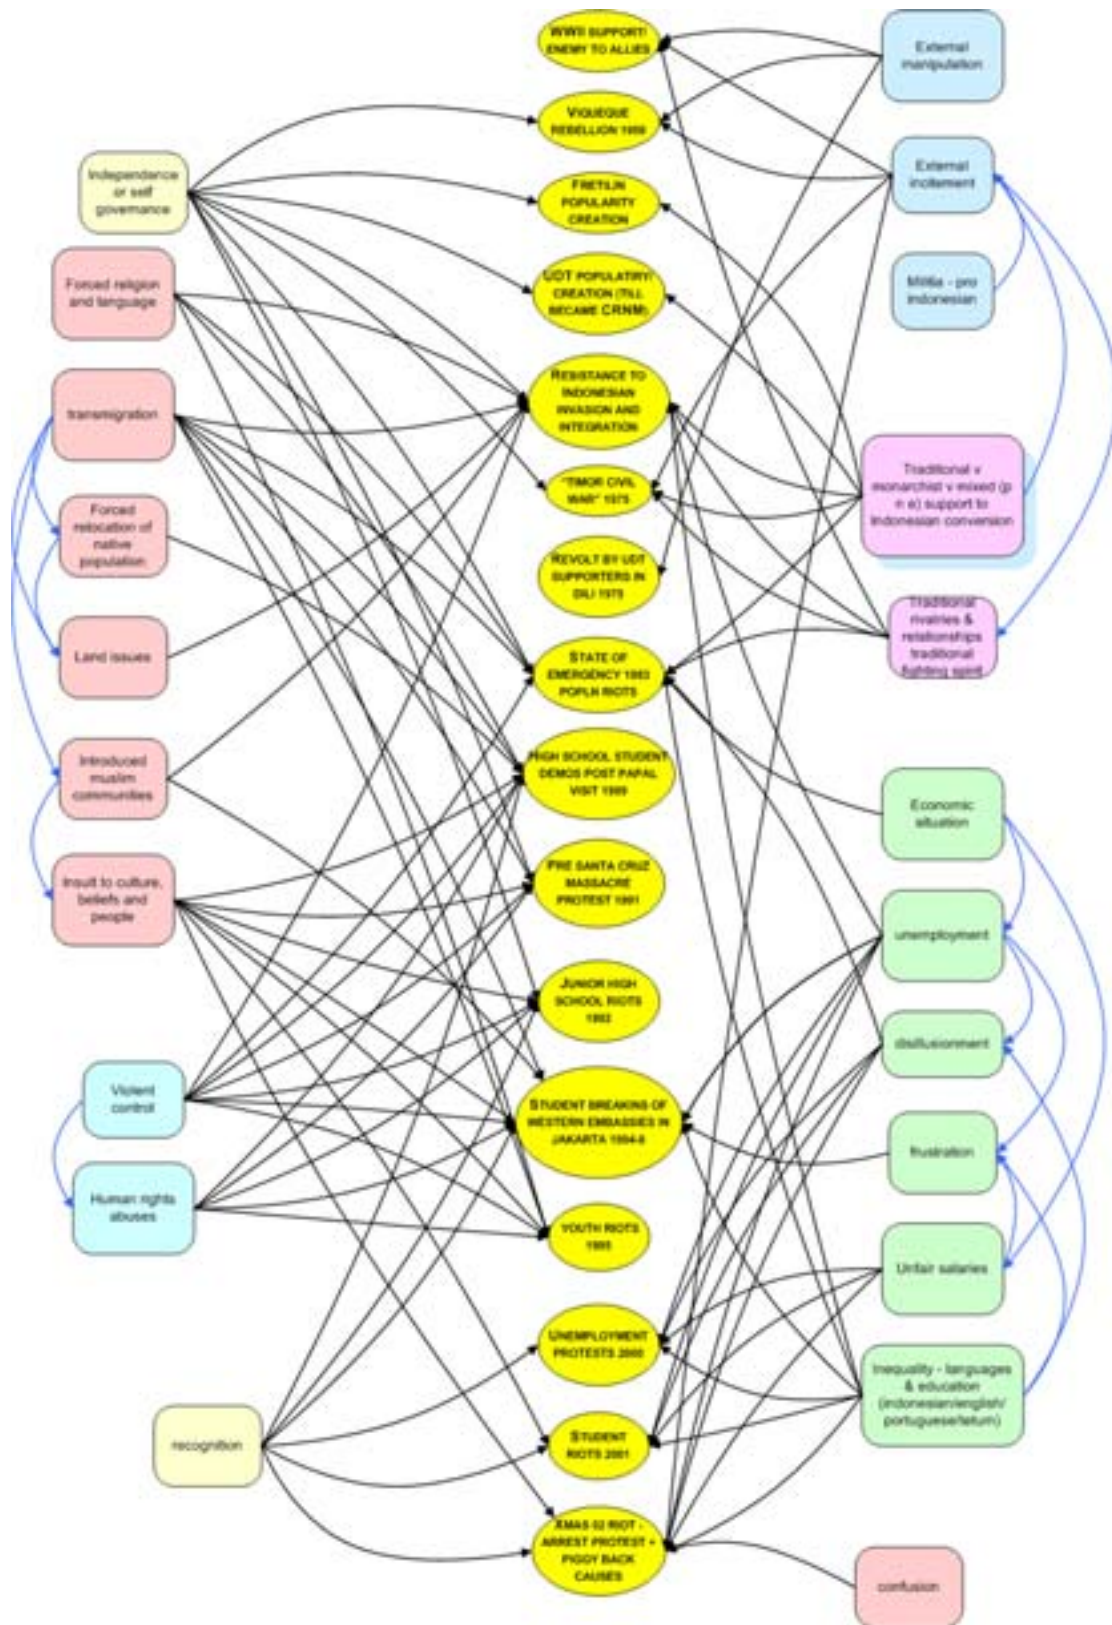 WWII SUPPORT/
ENEMY TO ALLIES
VIQUEQUE
REBELLION 1959
FRETILIN
POPULARITY
CREATION
UDT POPULATIRY/
CREATION (TILL
BECAME CRNM)
RESISTANCE TO
INDONESIAN
INVASION AND
INTEGRATION
"TIMOR CIVIL
WAR" 1975
REVOLT BY UDT
SUPPORTERS IN
DILI 1975
STATE OF
EMERGENCY 1983
POPLN RIOTS
HIGH SCHOOL STUDENT
DEMOS POST PAPAL
VISIT 1989
PRE SANTA CRUZ
MASSACRE
PROTEST 1991
JUNIOR HIGH
SCHOOL RIOTS
1992
STUDENT BREAKINS OF
WESTERN EMBASSIES IN
JAKARTA 1994-6
YOUTH RIOTS
1995
UNEMPLOYMENT
PROTESTS 2000
STUDENT
RIOTS 2001
XMAS 02 RIOT -
ARREST PROTEST +
PIGGY BACK
CAUSES
Independence
or self
governance
Forced religion
and language
transmigration
Forced
relocation of
native
population
Land issues
Introduced
muslim
communities
Insult to culture,
beliefs and
people
Violent
control
Human rights
abuses
recognition
External
manipulation
External
incitement
Militia - pro
indonesian
Traditional v
monarchist v mixed (p
n e) support to
Indonesian conversion
Traditional
rivalries &
relationships
traditional
fighting spirit
Economic
situation
unemployment
disillusionment
frustration
Unfair salaries
Inequality - languages
& education
(indonesian/english/
portuguese/tetum)
confusion